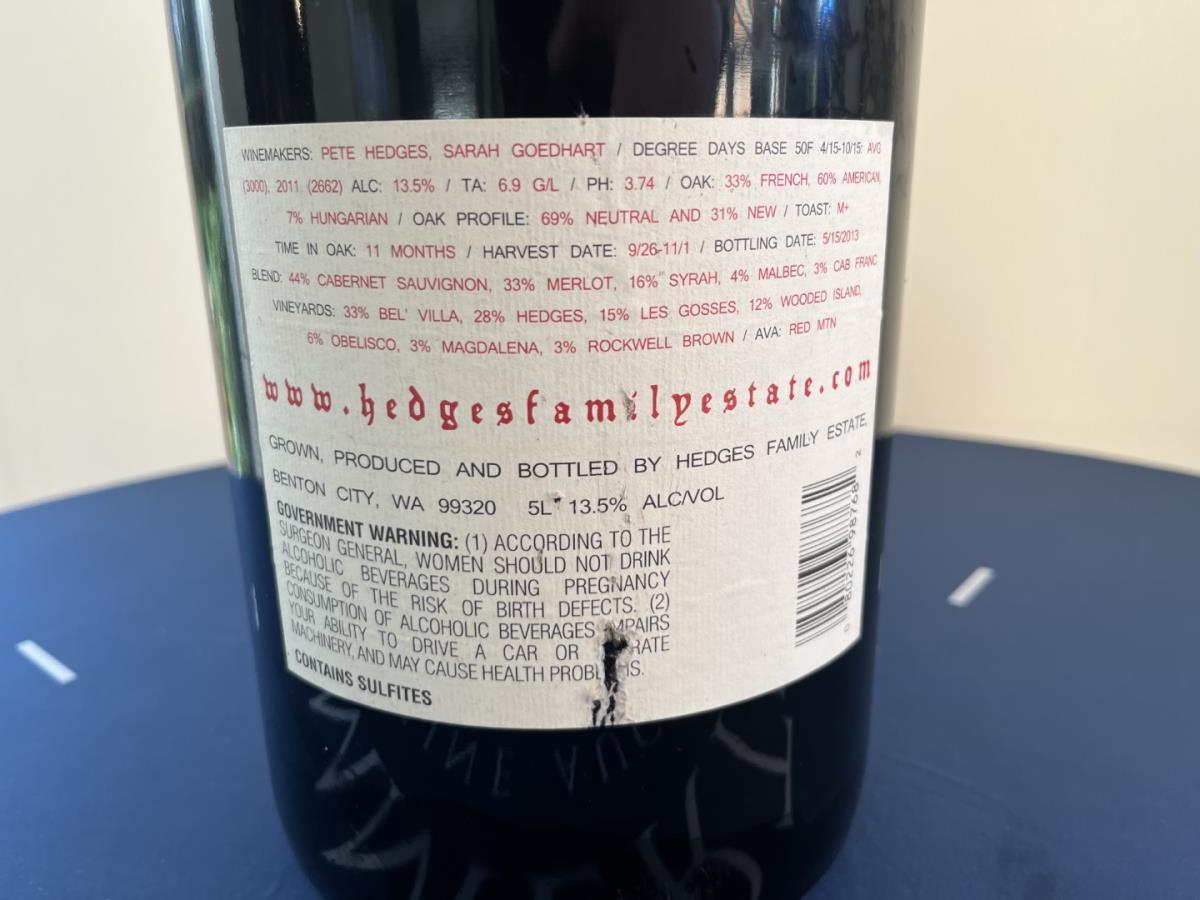 WINEMAKERS: PETE HEDGES, SARAH GOEDHART / DEGREE DAYS BASE 50F 4/15-10/15: AVG
(3000), 2011 (2662) ALC: 13.5% / TA: 6.9 G/L / PH: 3.74 / OAK: 33% FRENCH, 60% AMERICAN,
7% HUNGARIAN / OAK PROFILE: 69% NEUTRAL AND 31% NEW / TOAST: M+
TIME IN OAK: 11 MONTHS / HARVEST DATE: 9/26-11/1 / BOTTLING DATE: 5/15/2013
BLEND: 44% CABERNET SAUVIGNON, 33% MERLOT, 16% SYRAH, 4% MALBEC, 3% CAB FRANC
VINEYARDS: 33% BEL' VILLA, 28% HEDGES, 15% LES GOSSES, 12% WOODED ISLAND,
6% OBELISCO, 3% MAGDALENA, 3% ROCKWELL BROWN / AVA: RED MTN
www.hedgesfamilyestate.com
GROWN, PRODUCED AND BOTTLED BY HEDGES FAMILY ESTATE,
BENTON CITY, WA 99320 5L 13.5% ALC/VOL
GOVERNMENT WARNING: (1) ACCORDING TO THE
SURGEON GENERAL, WOMEN SHOULD NOT DRINK
ALCOHOLIC BEVERAGES DURING PREGNANCY
BECAUSE OF THE RISK OF BIRTH DEFECTS. (2)
CONSUMPTION OF ALCOHOLIC BEVERAGES IMPAIRS
YOUR ABILITY TO DRIVE A CAR OR
MACHINERY, AND MAY CAUSE HEALTH
CONTAINS SULFITES